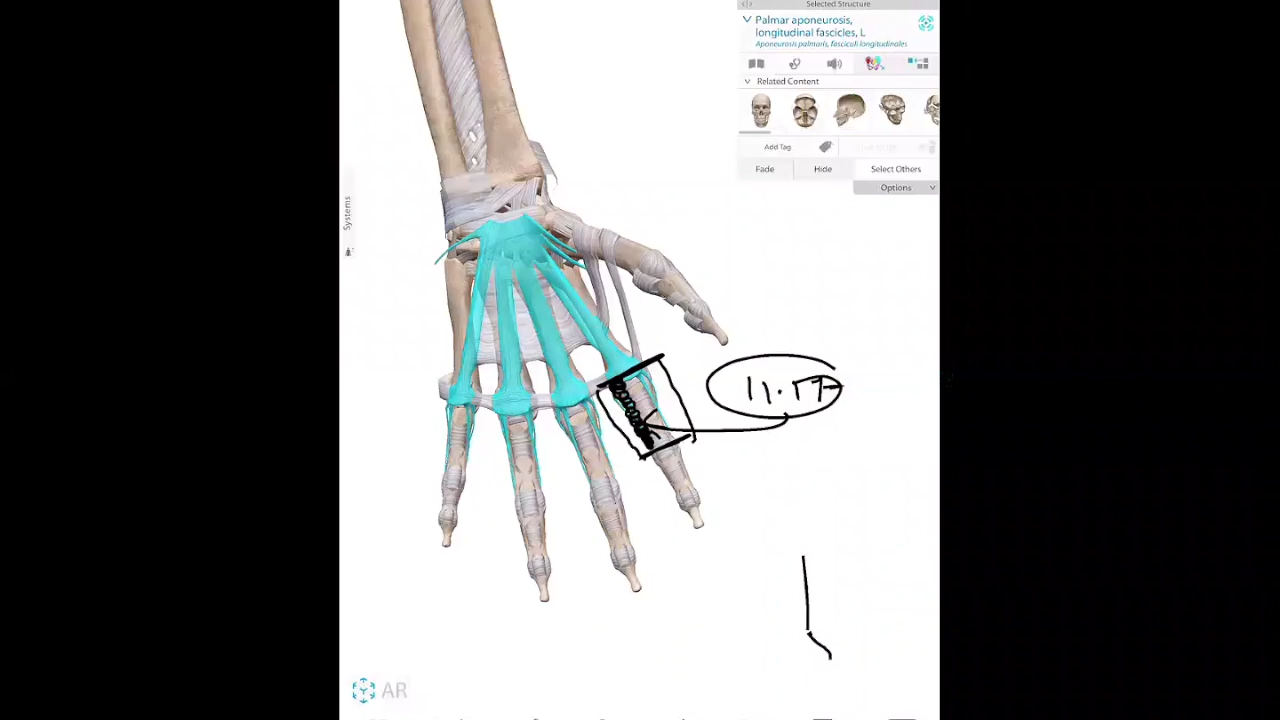 Selected Structure
Palmar aponeurosis,
longitudinal fascicles, L
Aponeurosis palmaris, fasciculi longitudinales
Related Content
Add Tag
Fade
Hide
Select Others
Options
Systems
AR